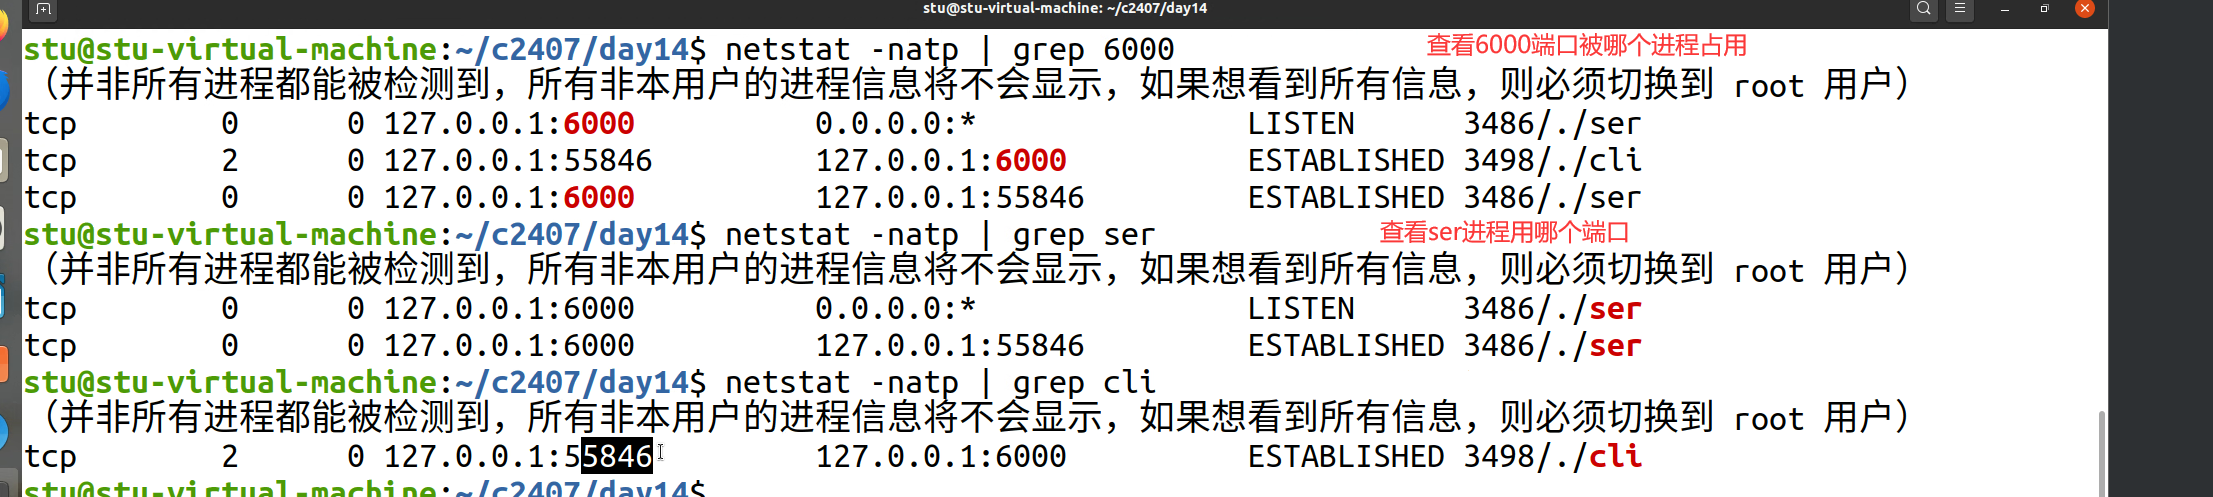 stu@stu-virtual-machine: ~/c2407/day14
stu@stu-virtual-machine:~/c2407/day14$ netstat -natp | grep 6000 查看6000端口被哪个进程占用
（并非所有进程都能被检测到，所有非本用户的进程信息将不会显示，如果想看到所有信息，则必须切换到 root 用户）
tcp        0      0 127.0.0.1:6000          0.0.0.0:*               LISTEN      3486/./ser
tcp        2      0 127.0.0.1:55846         127.0.0.1:6000          ESTABLISHED 3498/./cli
tcp        0      0 127.0.0.1:6000          127.0.0.1:55846         ESTABLISHED 3486/./ser
stu@stu-virtual-machine:~/c2407/day14$ netstat -natp | grep ser 查看ser进程用哪个端口
（并非所有进程都能被检测到，所有非本用户的进程信息将不会显示，如果想看到所有信息，则必须切换到 root 用户）
tcp        0      0 127.0.0.1:6000          0.0.0.0:*               LISTEN      3486/./ser
tcp        0      0 127.0.0.1:6000          127.0.0.1:55846         ESTABLISHED 3486/./ser
stu@stu-virtual-machine:~/c2407/day14$ netstat -natp | grep cli
（并非所有进程都能被检测到，所有非本用户的进程信息将不会显示，如果想看到所有信息，则必须切换到 root 用户）
tcp        2      0 127.0.0.1:55846         127.0.0.1:6000          ESTABLISHED 3498/./cli
stu@stu-virtual-machine:~/c2407/day14$